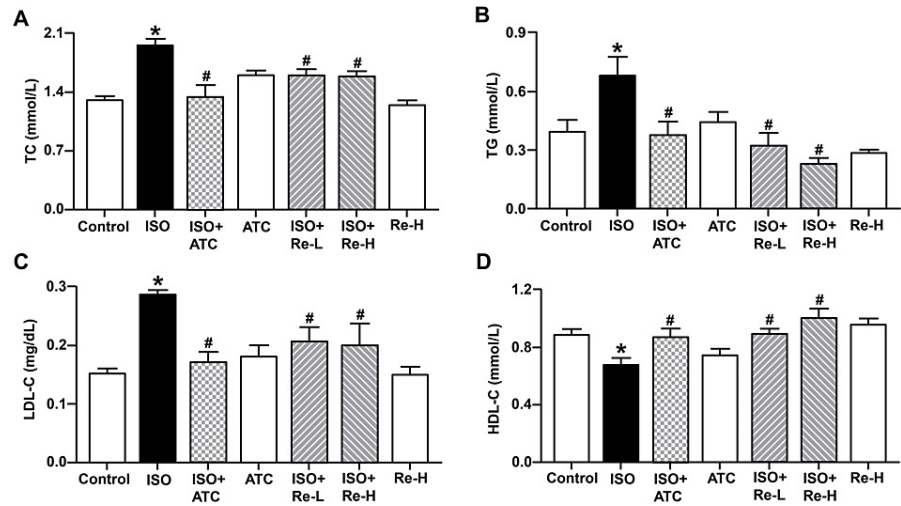 A
TC (mmol/L)
2.1
1.4
0.7
0.0
*
#
#
#
Control
ISO
ISO+
ATC
ATC
ISO+
Re-L
ISO+
Re-H
Re-H
B
TG (mmol/L)
0.9
0.6
0.3
0.0
*
#
#
#
Control
ISO
ISO+
ATC
ATC
ISO+
Re-L
ISO+
Re-H
Re-H
C
LDL-C (mg/dL)
0.3
0.2
0.1
0.0
*
#
#
#
Control
ISO
ISO+
ATC
ATC
ISO+
Re-L
ISO+
Re-H
Re-H
D
HDL-C (mmol/L)
1.2
0.8
0.4
0.0
*
#
#
#
Control
ISO
ISO+
ATC
ATC
ISO+
Re-L
ISO+
Re-H
Re-H